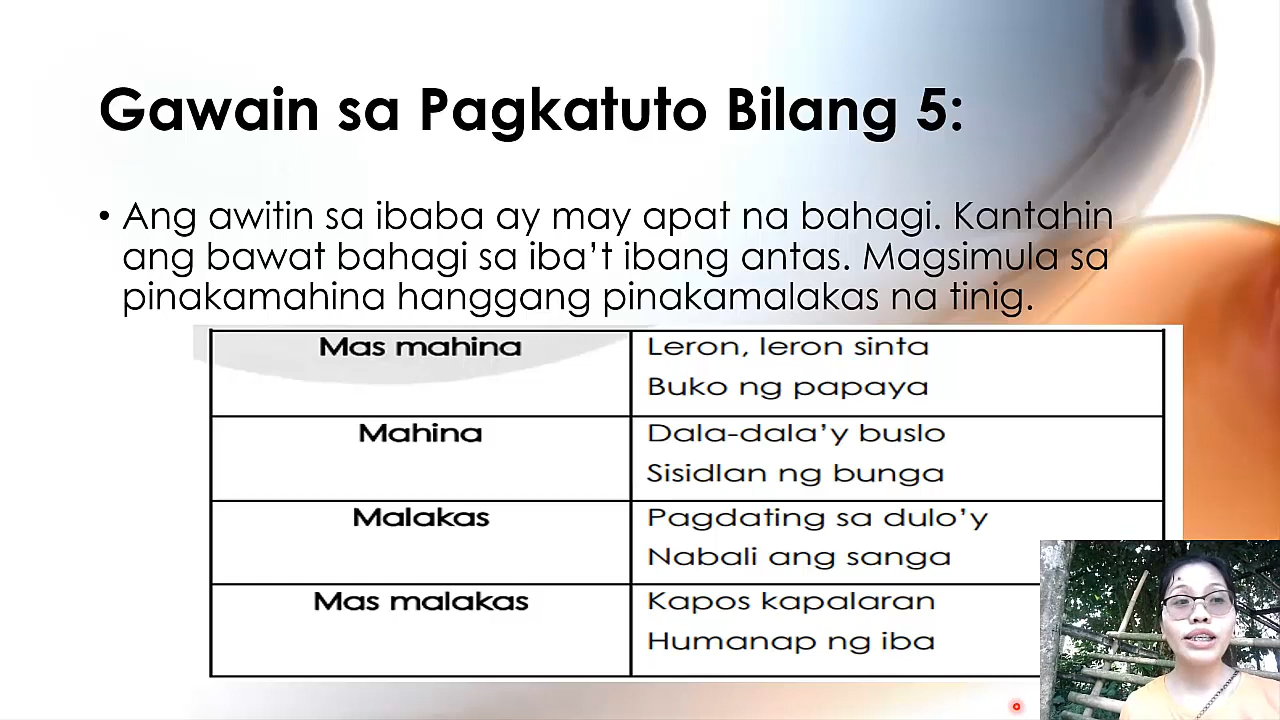 Gawain sa Pagkatuto Bilang 5:
• Ang awitin sa ibaba ay may apat na bahagi. Kantahin
ang bawat bahagi sa iba’t ibang antas. Magsimula sa
pinakamahina hanggang pinakamalakas na tinig.
Mas mahina
Leron, leron sinta
Buko ng papaya
Mahina
Dala-dala’y buslo
Sisidlan ng bunga
Malakas
Pagdating sa dulo’y
Nabali ang sanga
Mas malakas
Kapos kapalaran
Humanap ng iba